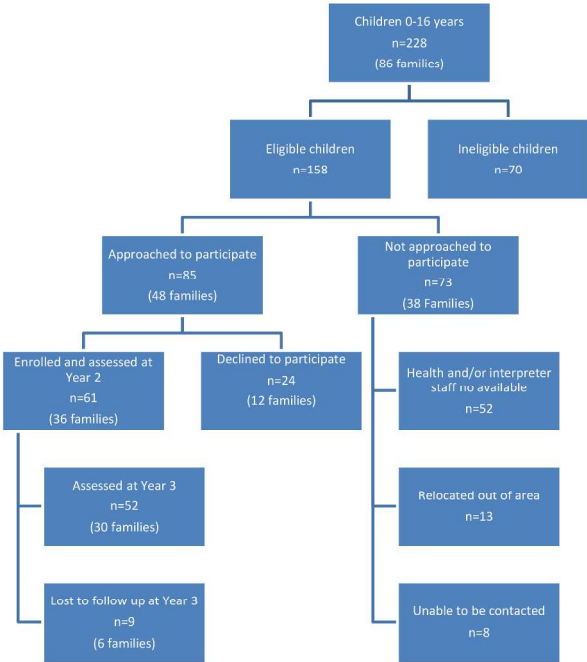 Children 0-16 years
n=228
(86 families)
Eligible children
n=158
Ineligible children
n=70
Approached to participate
n=85
(48 families)
Not approached to
participate
n=73
(38 Families)
Enrolled and assessed at
Year 2
n=61
(36 families)
Declined to participate
n=24
(12 families)
Health and/or interpreter
staff no available
n=52
Assessed at Year 3
n=52
(30 families)
Relocated out of area
n=13
Lost to follow up at Year 3
n=9
(6 families)
Unable to be contacted
n=8